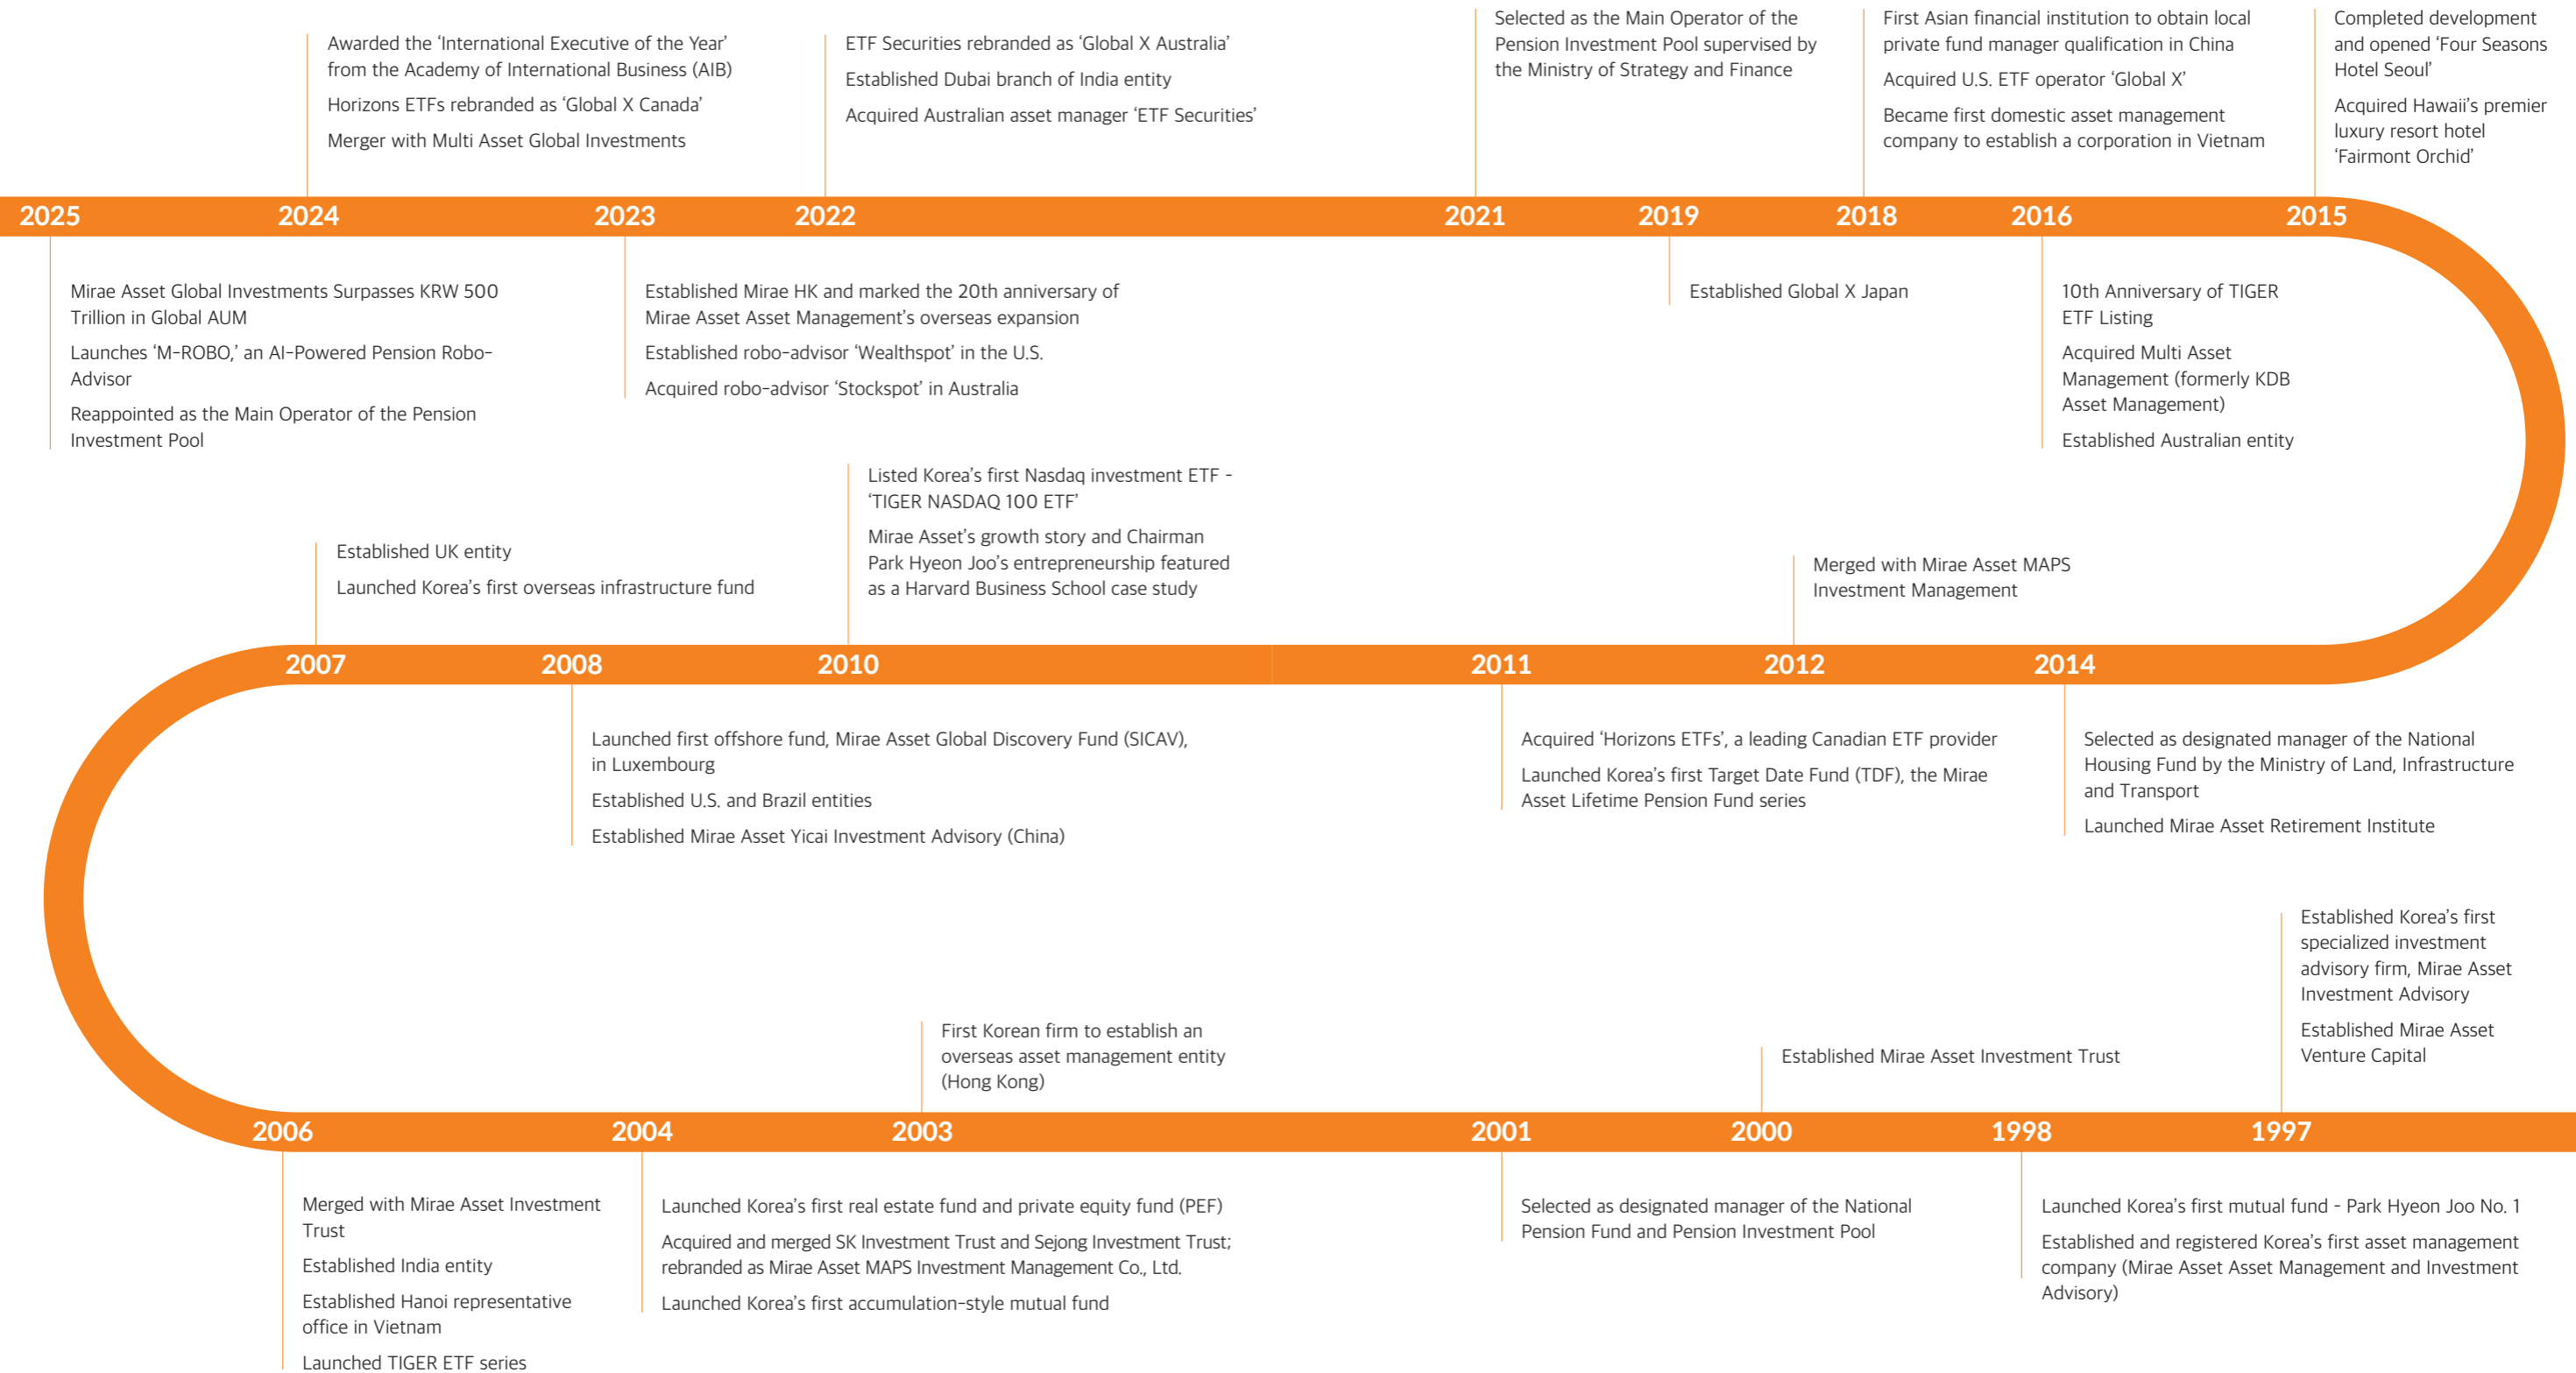 2025
Mirae Asset Global Investments Surpasses KRW 500
Trillion in Global AUM
Launches ‘M-ROBO,’ an AI-Powered Pension Robo-
Advisor
Reappointed as the Main Operator of the Pension
Investment Pool
2024
Awarded the ‘International Executive of the Year’
from the Academy of International Business (AIB)
Horizons ETFs rebranded as ‘Global X Canada’
Merger with Multi Asset Global Investments
2023
Established Mirae HK and marked the 20th anniversary of
Mirae Asset Asset Management’s overseas expansion
Established robo-advisor ‘Wealthspot’ in the U.S.
Acquired robo-advisor ‘Stockspot’ in Australia
2022
ETF Securities rebranded as ‘Global X Australia’
Established Dubai branch of India entity
Acquired Australian asset manager ‘ETF Securities’
2021
Selected as the Main Operator of the
Pension Investment Pool supervised by
the Ministry of Strategy and Finance
2019
Established Global X Japan
2018
First Asian financial institution to obtain local
private fund manager qualification in China
Acquired U.S. ETF operator ‘Global X’
Became first domestic asset management
company to establish a corporation in Vietnam
2016
10th Anniversary of TIGER
ETF Listing
Acquired Multi Asset
Management (formerly KDB
Asset Management)
Established Australian entity
2015
Completed development
and opened ‘Four Seasons
Hotel Seoul’
Acquired Hawaii’s premier
luxury resort hotel
‘Fairmont Orchid’
2014
Selected as designated manager of the National
Housing Fund by the Ministry of Land, Infrastructure
and Transport
Launched Mirae Asset Retirement Institute
2012
Merged with Mirae Asset MAPS
Investment Management
2011
Acquired ‘Horizons ETFs’, a leading Canadian ETF provider
Launched Korea’s first Target Date Fund (TDF), the Mirae
Asset Lifetime Pension Fund series
2010
Listed Korea’s first Nasdaq investment ETF -
‘TIGER NASDAQ 100 ETF’
Mirae Asset’s growth story and Chairman
Park Hyeon Joo’s entrepreneurship featured
as a Harvard Business School case study
2008
Launched first offshore fund, Mirae Asset Global Discovery Fund (SICAV),
in Luxembourg
Established U.S. and Brazil entities
Established Mirae Asset Yicai Investment Advisory (China)
2007
Established UK entity
Launched Korea’s first overseas infrastructure fund
2006
Merged with Mirae Asset Investment
Trust
Established India entity
Established Hanoi representative
office in Vietnam
Launched TIGER ETF series
2004
Launched Korea’s first real estate fund and private equity fund (PEF)
Acquired and merged SK Investment Trust and Sejong Investment Trust;
rebranded as Mirae Asset MAPS Investment Management Co., Ltd.
Launched Korea’s first accumulation-style mutual fund
2003
First Korean firm to establish an
overseas asset management entity
(Hong Kong)
2001
Selected as designated manager of the National
Pension Fund and Pension Investment Pool
2000
Established Mirae Asset Investment Trust
1998
Launched Korea’s first mutual fund - Park Hyeon Joo No. 1
Established and registered Korea’s first asset management
company (Mirae Asset Asset Management and Investment
Advisory)
1997
Established Korea’s first
specialized investment
advisory firm, Mirae Asset
Investment Advisory
Established Mirae Asset
Venture Capital